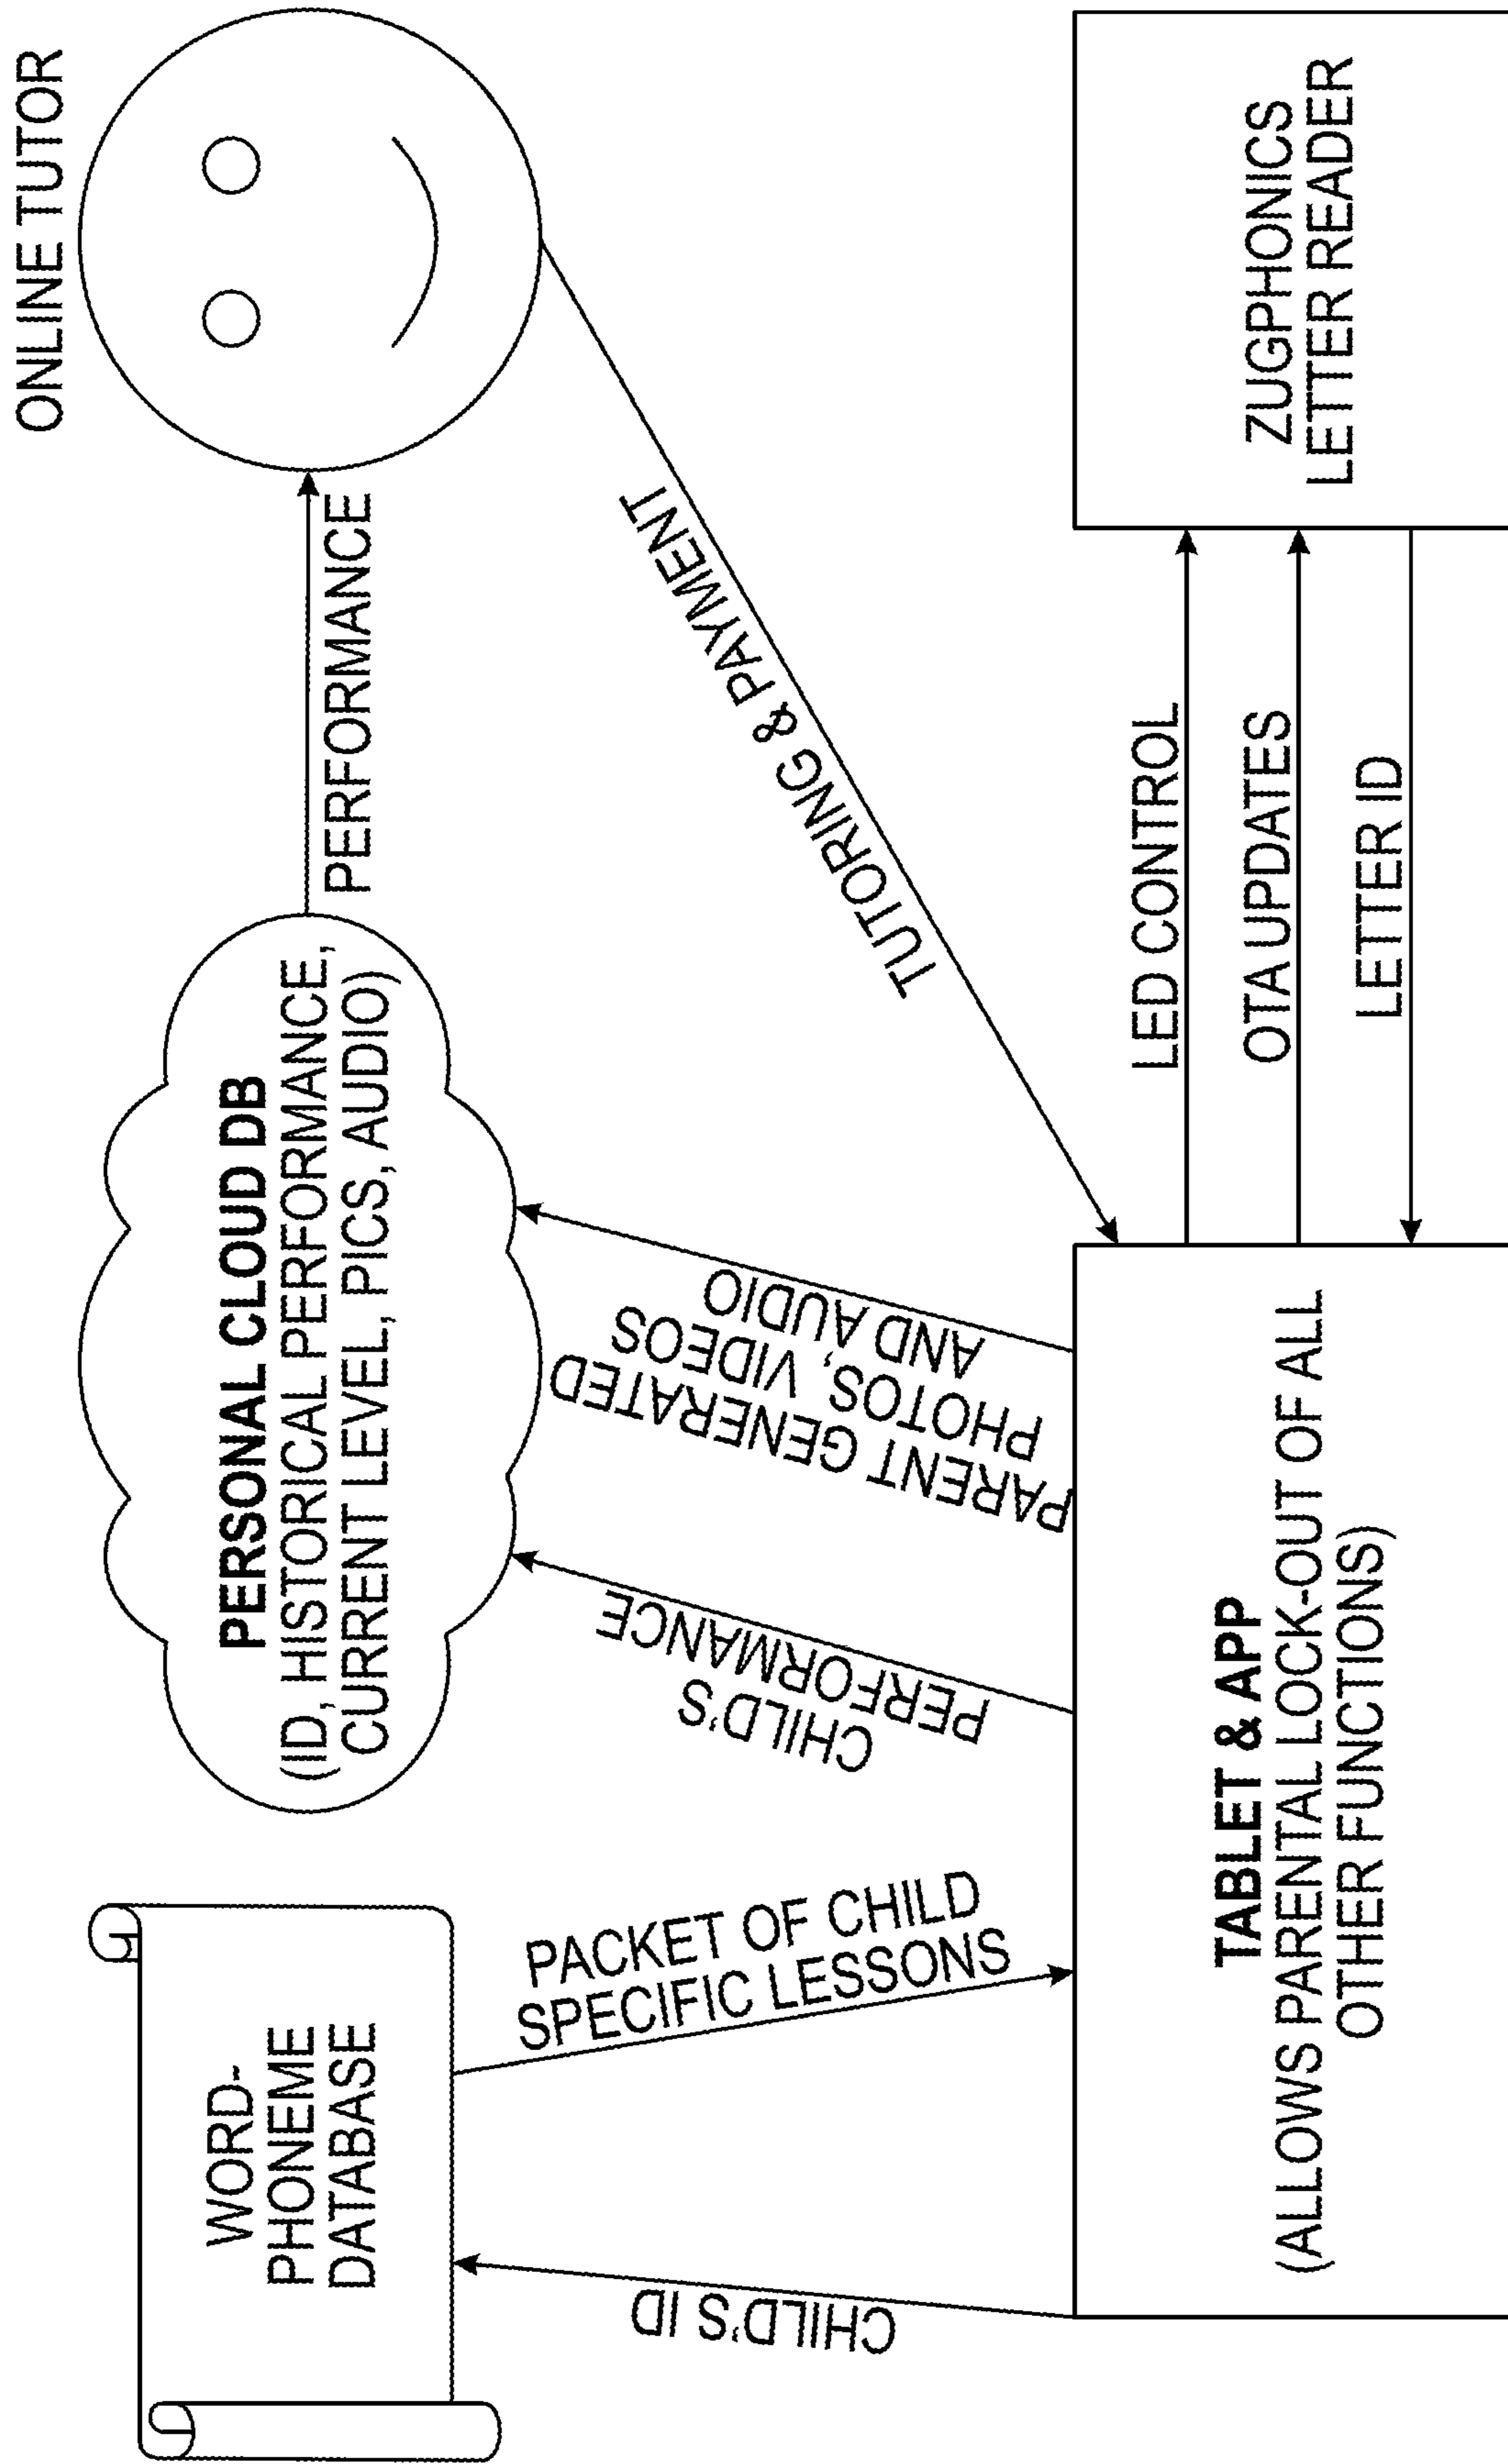 WORD-
PHONEME
DATABASE
PERSONAL CLOUD DB
(ID, HISTORICAL PERFORMANCE,
CURRENT LEVEL, PICS, AUDIO)
PERFORMANCE
ONLINE TUTOR
CHILD'S ID
PACKET OF CHILD
SPECIFIC LESSONS
CHILD'S
PERFORMANCE
PARENT GENERATED
PHOTOS, VIDEOS
AND AUDIO
TUTORING & PAYMENT
TABLET & APP
(ALLOWS PARENTAL LOCK-OUT OF ALL
OTHER FUNCTIONS)
LED CONTROL
OTA UPDATES
LETTER ID
ZUGPHONICS
LETTER READER